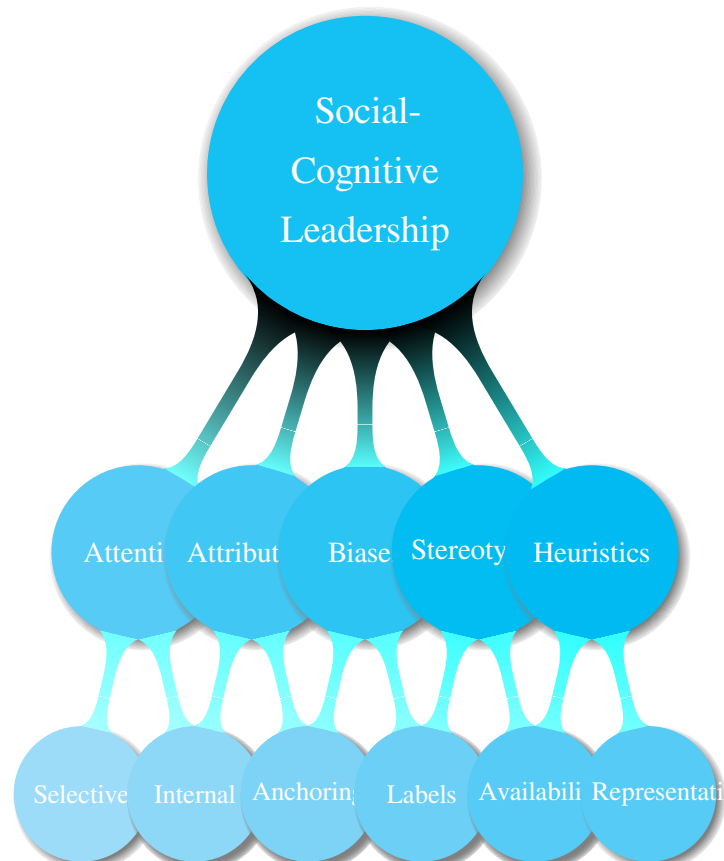 Social-
Cognitive
Leadership
Attenti
Attribut
Biase
Stereoty
Heuristics
Selective
Internal
Anchoring
Labels
Availabili
Representati